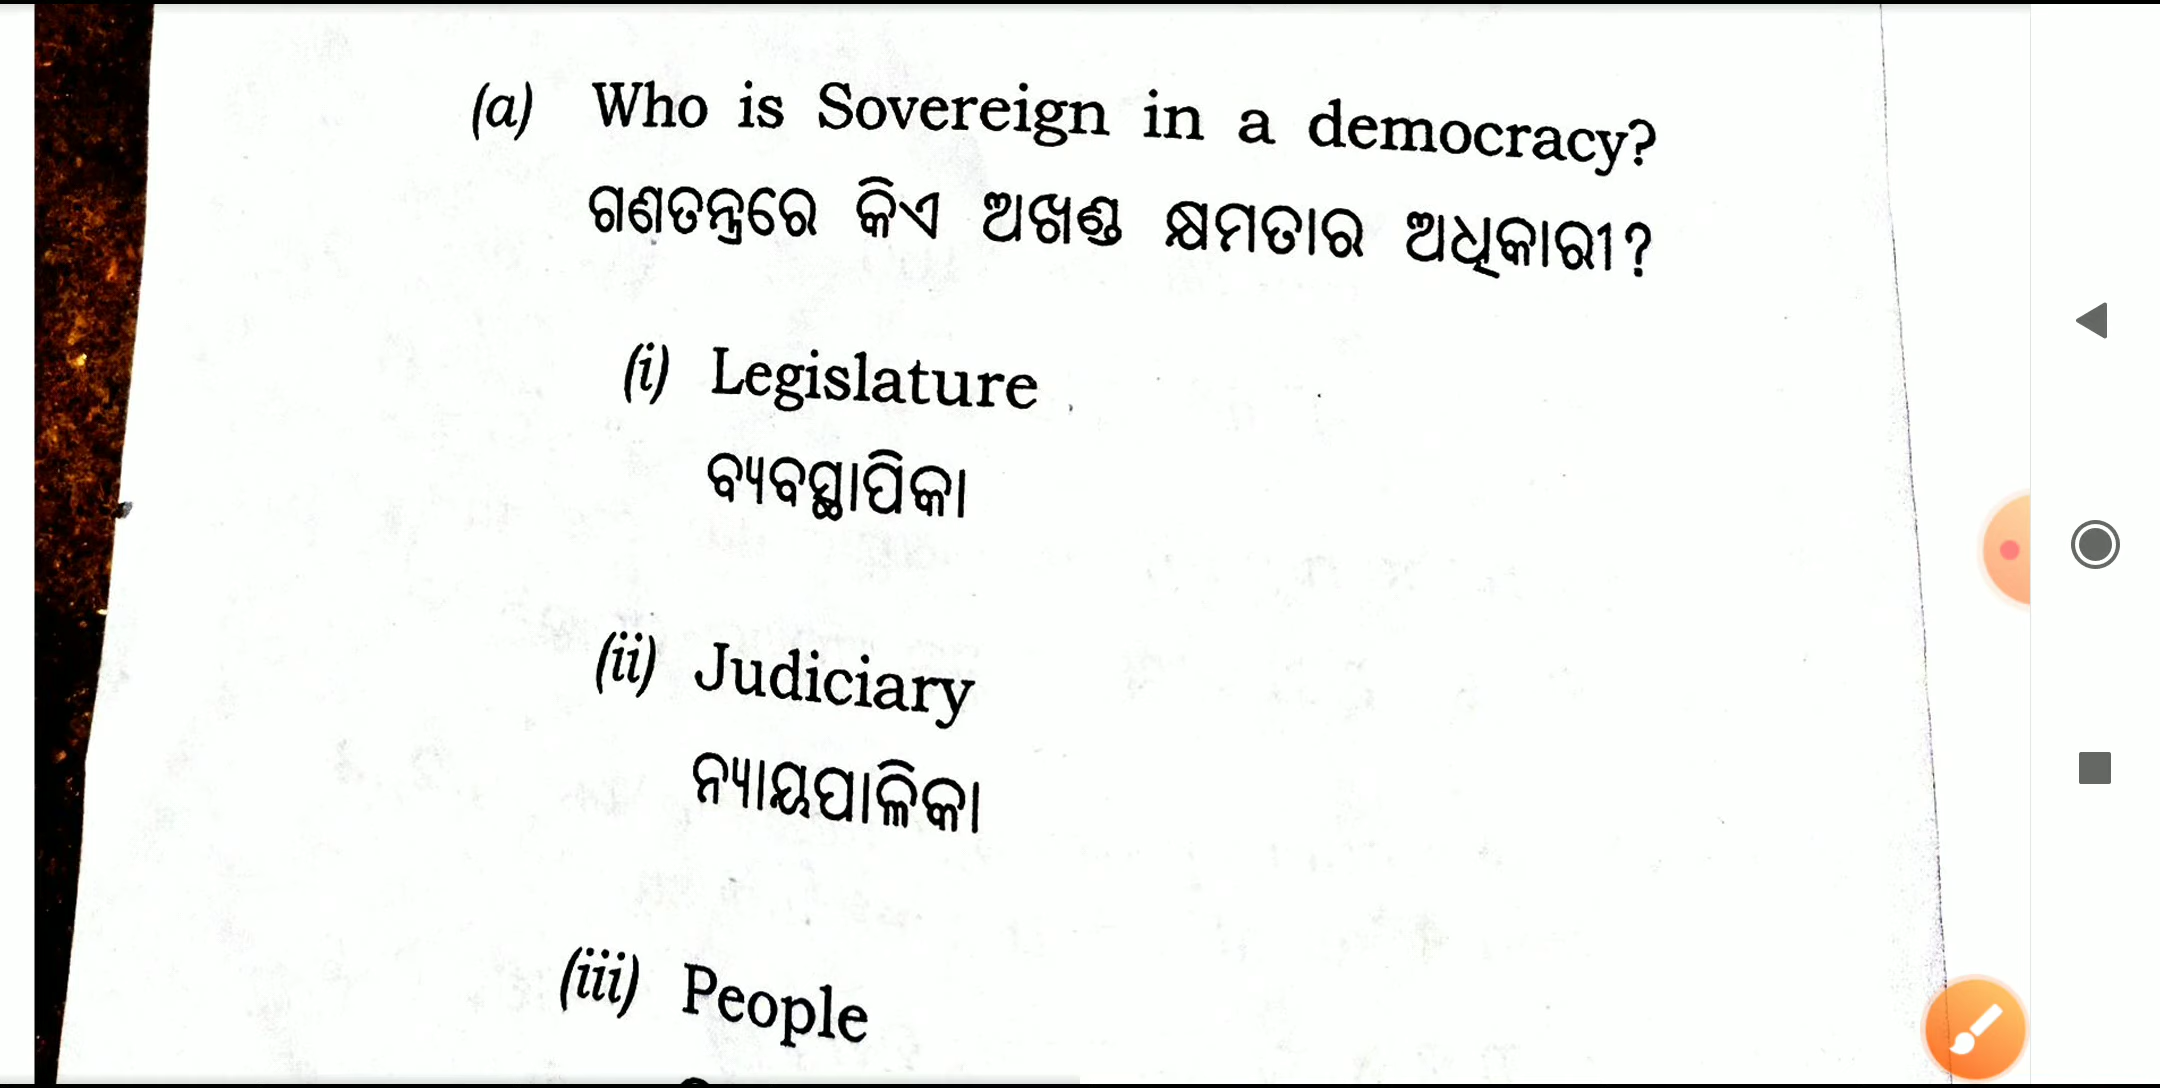 (a) Who is Sovereign in a democracy?
ଗଣତନ୍ତ୍ରରେ କିଏ ଅଖଣ୍ଡ କ୍ଷମତାର ଅଧିକାରୀ?
(i) Legislature
ବ୍ୟବସ୍ଥାପିକା
(ii) Judiciary
ନ୍ୟାୟପାଳିକା
(iii) People